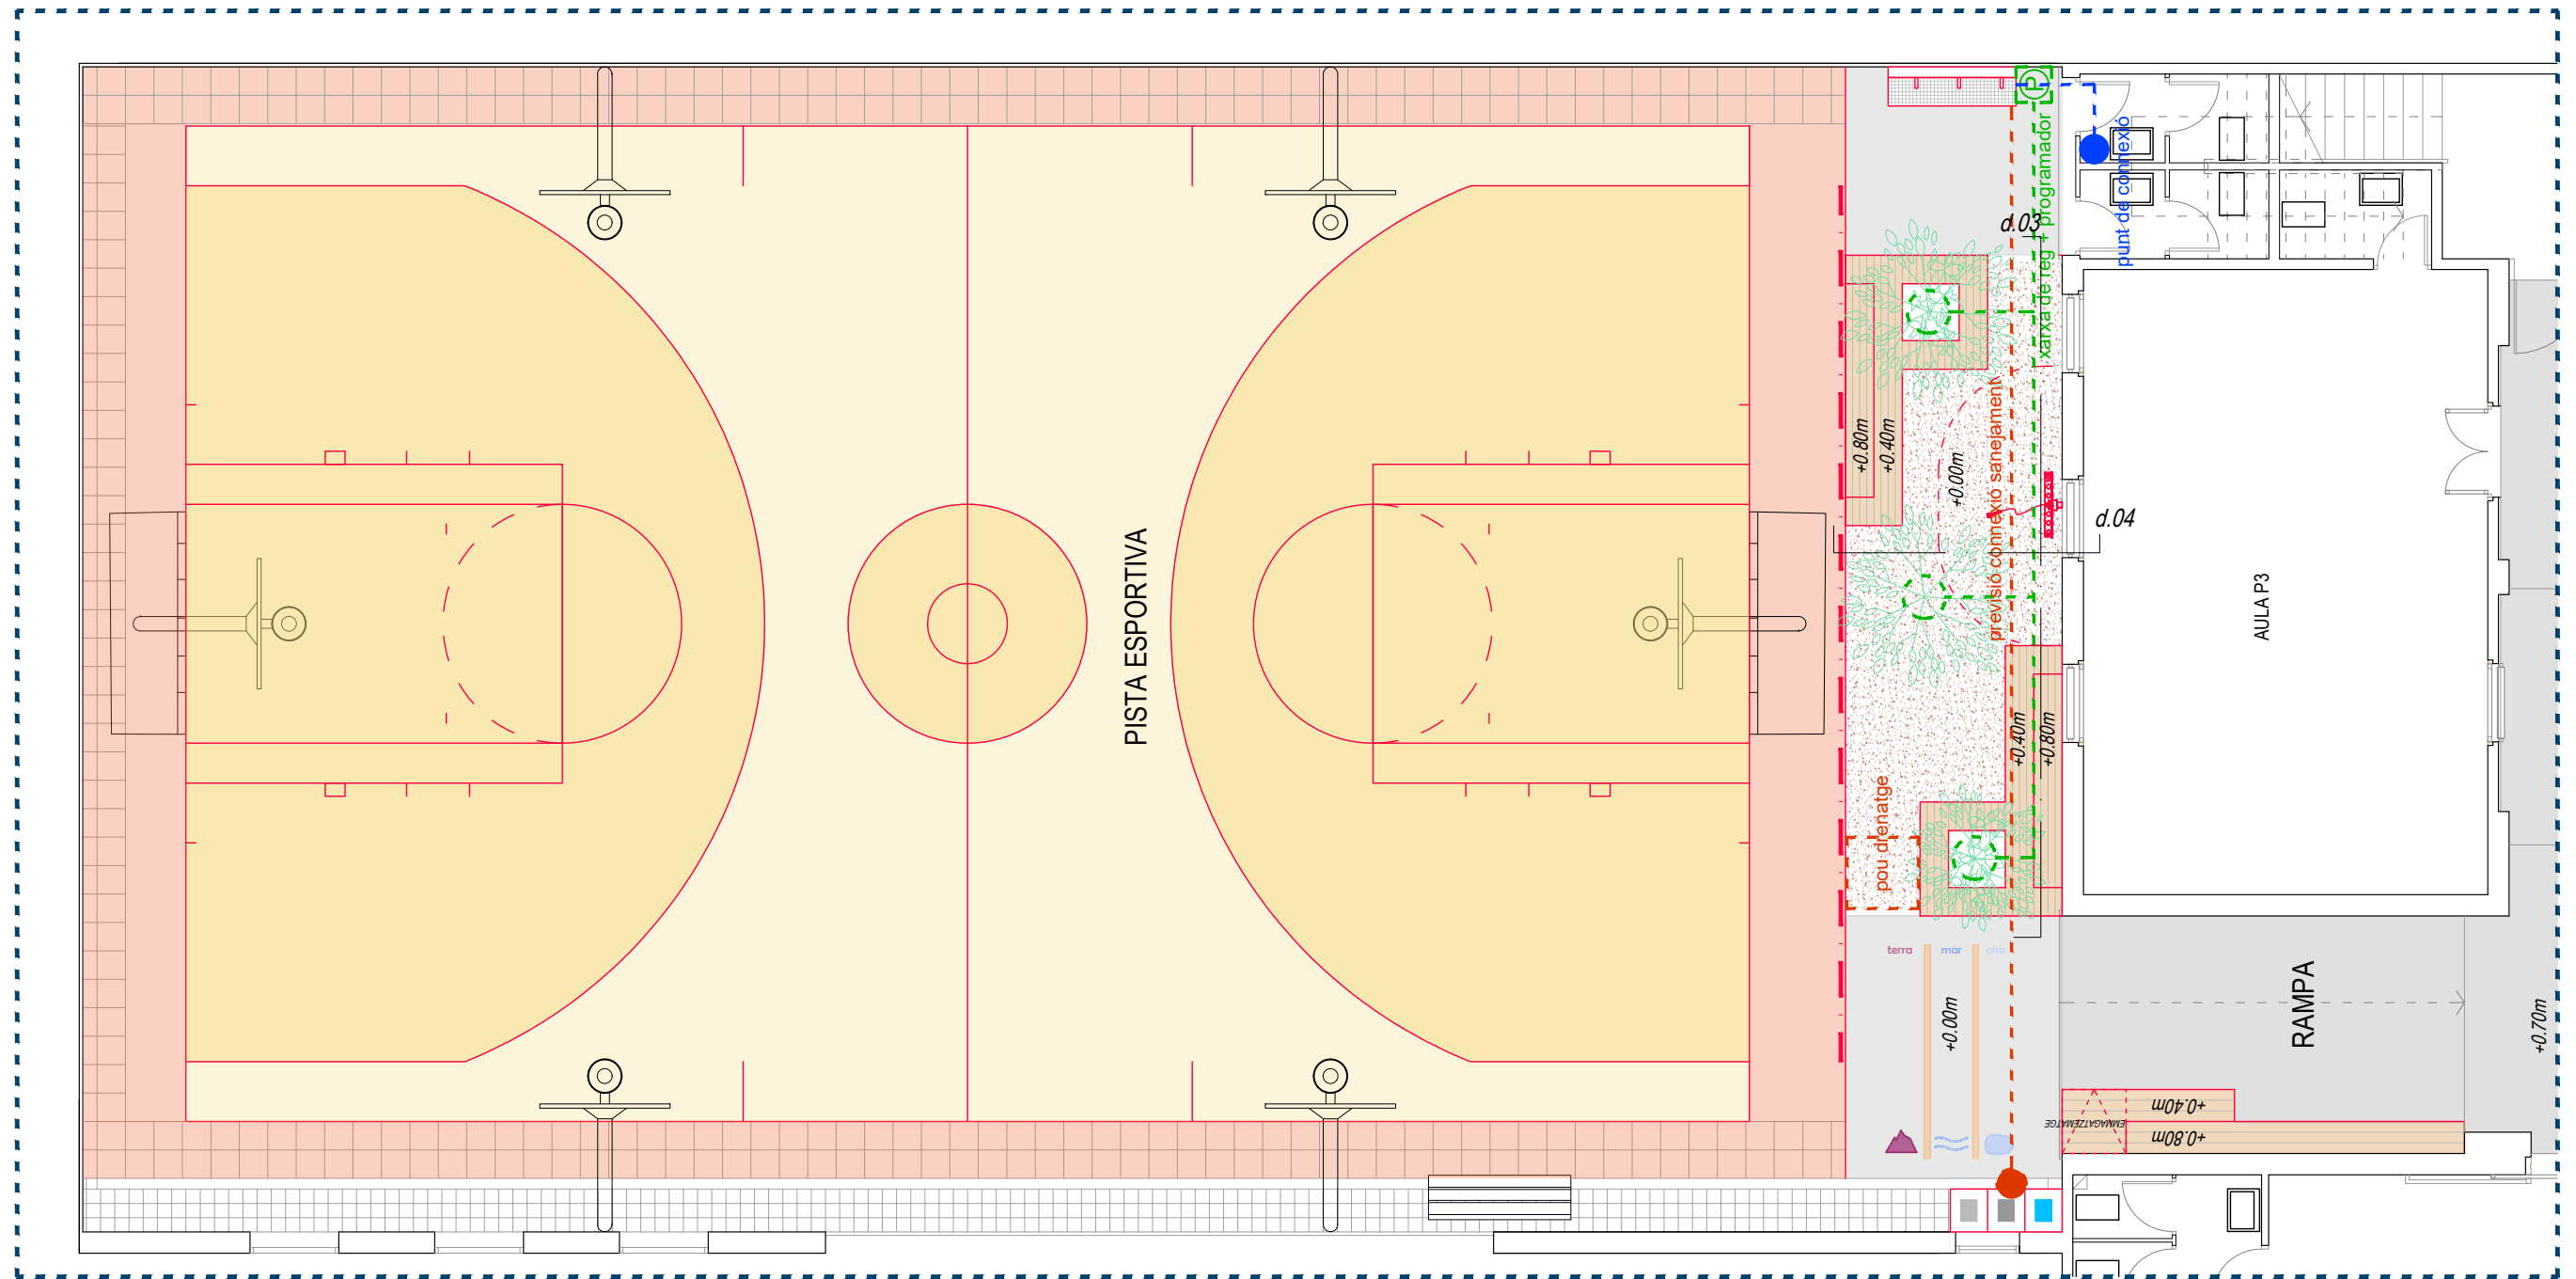 PISTA ESPORTIVA
P
xarxa de reg + programador
punt de connexió
d.03
+0.80m
+0.40m
+0.00m
previsió connexió sanejament
d.04
AULA P3
+0.40m
+0.80m
pou drenatge
terra
mar
aire
+0.00m
RAMPA
+0.70m
+0.40m
EMMAGATZEMATGE
+0.80m